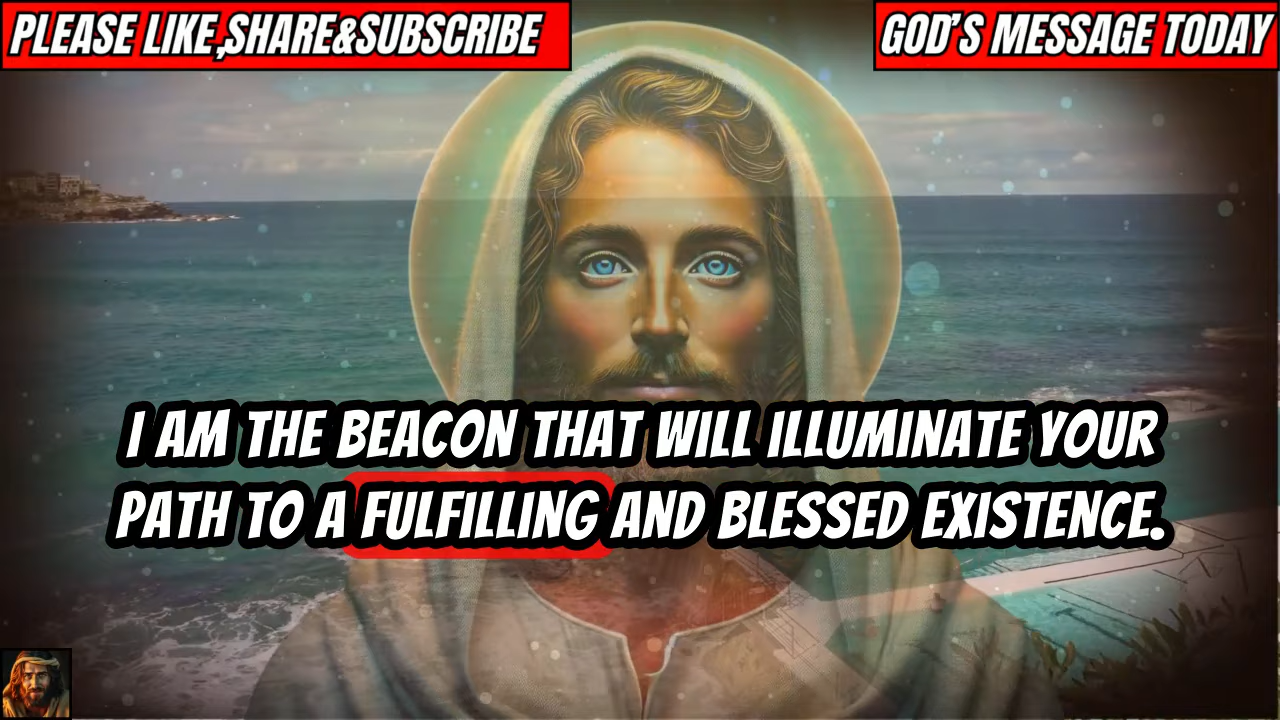 PLEASE LIKE,SHARE&SUBSCRIBE
GOD'S MESSAGE TODAY
I AM THE BEACON THAT WILL ILLUMINATE YOUR
PATH TO A FULFILLING AND BLESSED EXISTENCE.